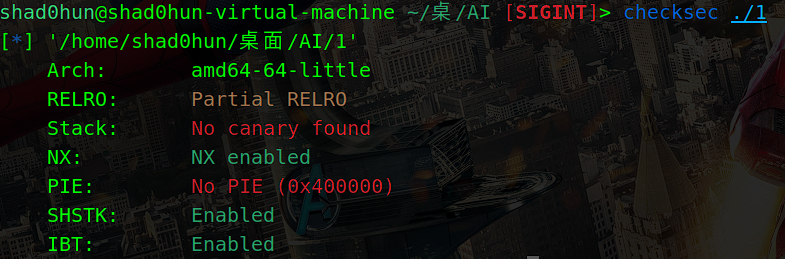 shad0hun@shad0hun-virtual-machine ~/桌/AI [SIGINT]> checksec ./1
[*] '/home/shad0hun/桌面/AI/1'
Arch: amd64-64-little
RELRO: Partial RELRO
Stack: No canary found
NX: NX enabled
PIE: No PIE (0x400000)
SHSTK: Enabled
IBT: Enabled